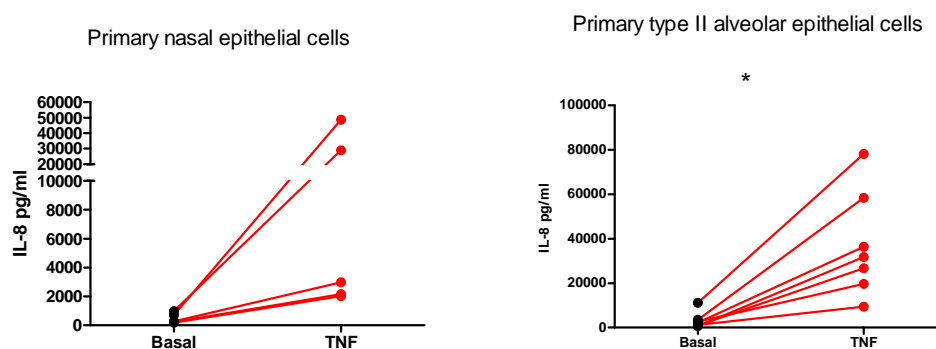 Primary nasal epithelial cells
60000
50000
40000
30000
20000
10000
8000
6000
4000
2000
0
IL-8 pg/ml
Basal
TNF
Primary type II alveolar epithelial cells
*
100000
80000
60000
40000
20000
0
IL-8 pg/ml
Basal
TNF